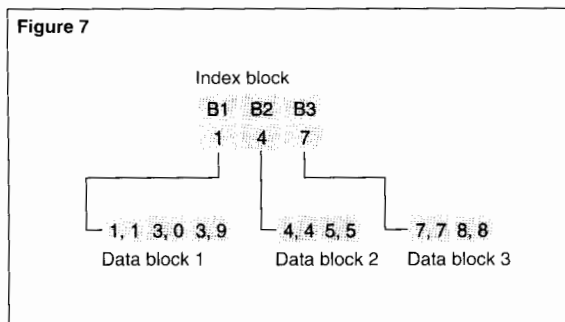 Figure 7
Index block
B1 B2 B3
1 4 7
1, 1 3, 0 3, 9 4, 4 5, 5 7, 7 8, 8
Data block 1 Data block 2 Data block 3